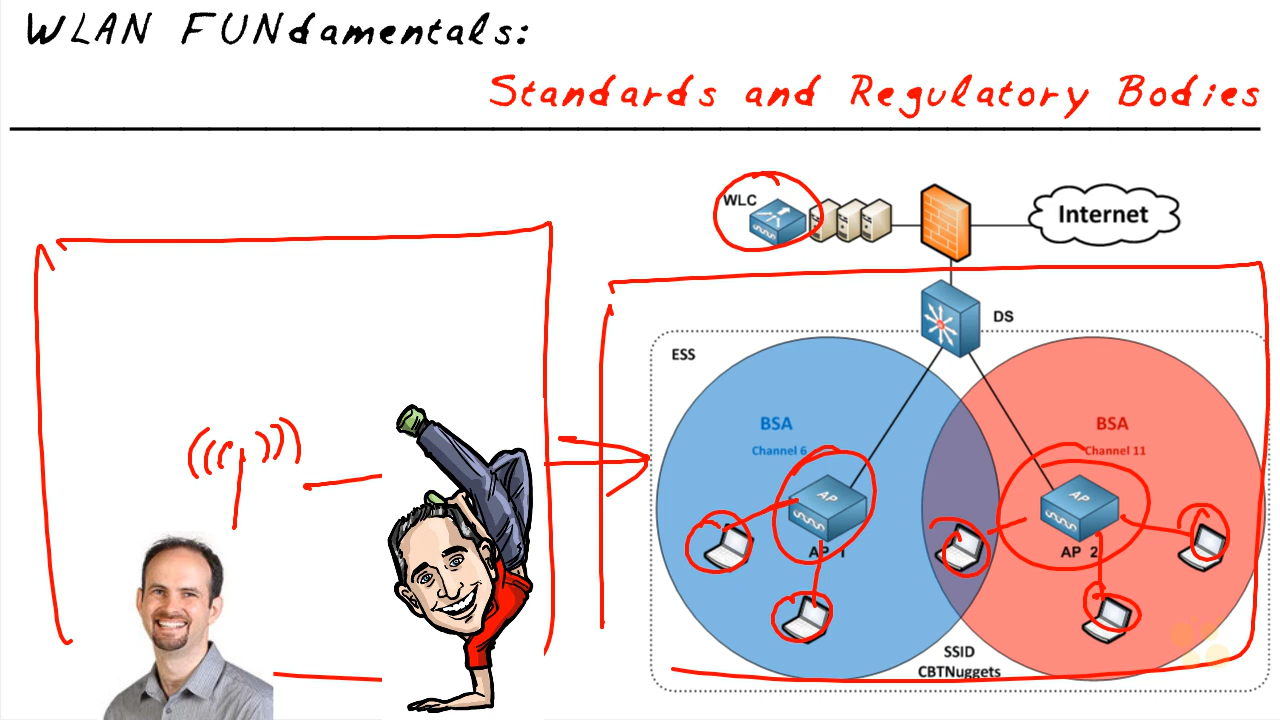 WLAN FUNdamentals:
Standards and Regulatory Bodies
WLC
Internet
DS
ESS
BSA
Channel 6
BSA
Channel 11
AP
AP
AP 1
AP 2
SSID
CBTNuggets